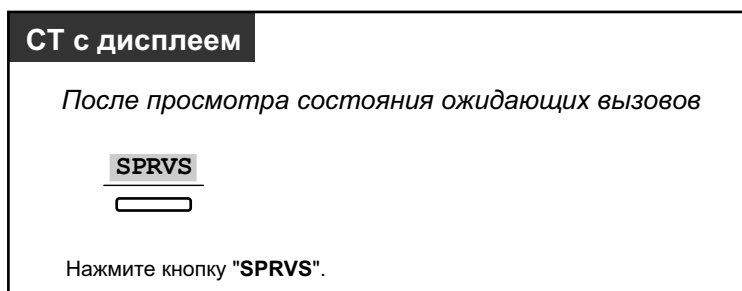 СТ с дисплеем
После просмотра состояния ожидающих вызовов
SPRVS
Нажмите кнопку "SPRVS".